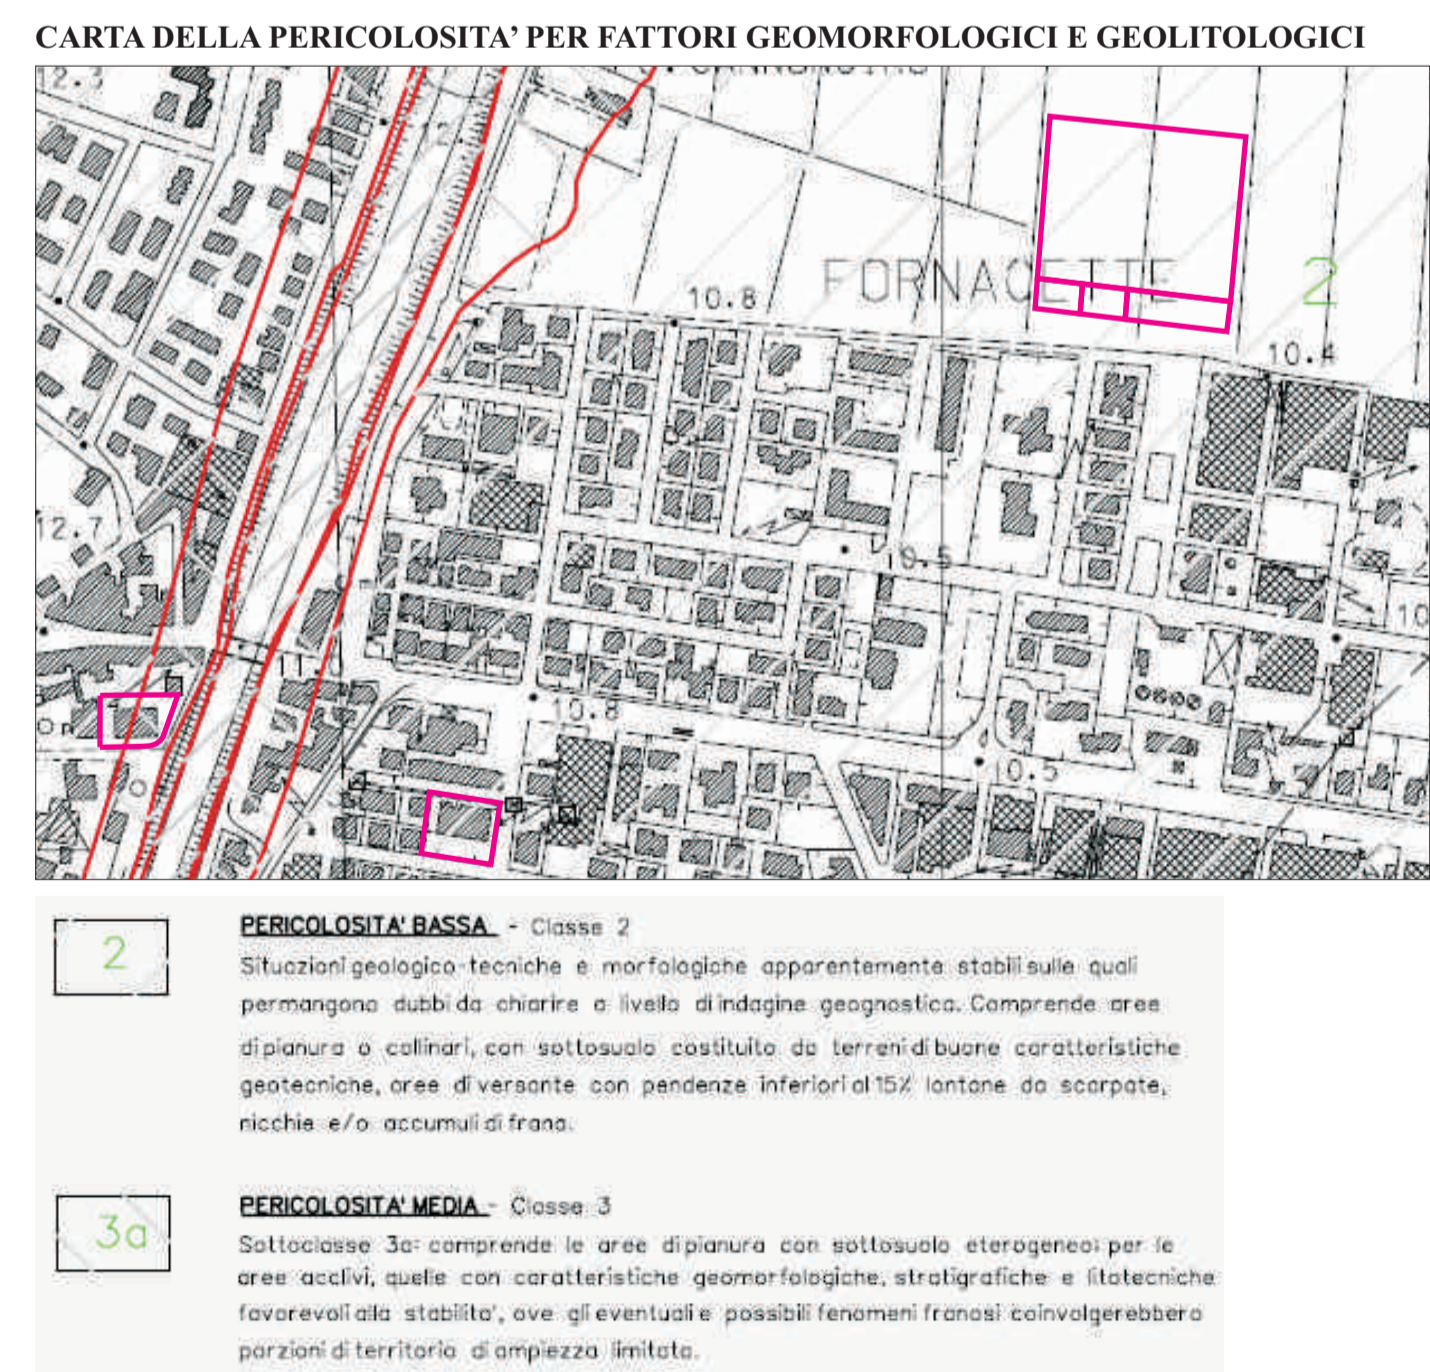 CARTA DELLA PERICOLOSITA’ PER FATTORI GEOMORFOLOGICI E GEOLITOLOGICI
12.3
10.8
FORNACETTE
2
10.4
12.7
10.5
10
11.
10.8
10.5
2
PERICOLOSITA' BASSA - Classe 2
Situazioni geologico-tecniche e morfologiche apparentemente stabili sulle quali
permangono dubbi da chiarire a livello di indagine geognostica. Comprende aree
di pianura o collinari, con sottosuolo costituito da terreni di buone caratteristiche
geotecniche, aree di versante con pendenze inferiori al 15% lontane da scarpate,
nicchie e/o accumuli di frana.
3a
PERICOLOSITA' MEDIA - Classe 3
Sottoclasse 3a: comprende le aree di pianura con sottosuolo eterogeneo; per le
aree acclivi, quelle con caratteristiche geomorfologiche, stratigrafiche e litotecniche
favorevoli alla stabilita', ove gli eventuali e possibili fenomeni franosi coinvolgerebbero
porzioni di territorio di ampiezza limitata.